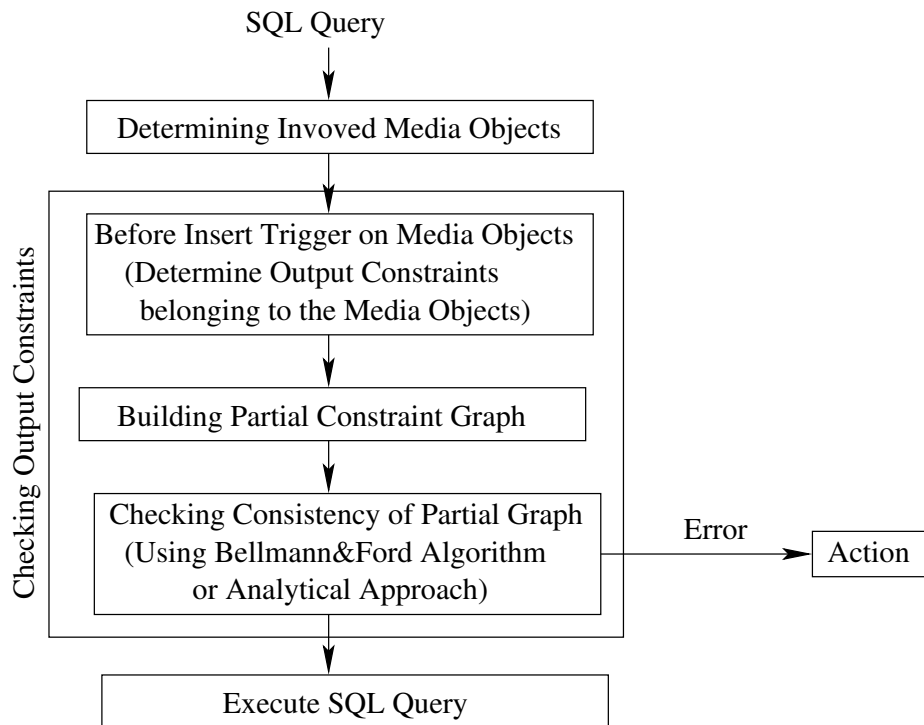 SQL Query
Determining Invoved Media Objects
Checking Output Constraints
Before Insert Trigger on Media Objects
(Determine Output Constraints
belonging to the Media Objects)
Building Partial Constraint Graph
Checking Consistency of Partial Graph
(Using Bellmann&Ford Algorithm
or Analytical Approach)
Error
Action
Execute SQL Query